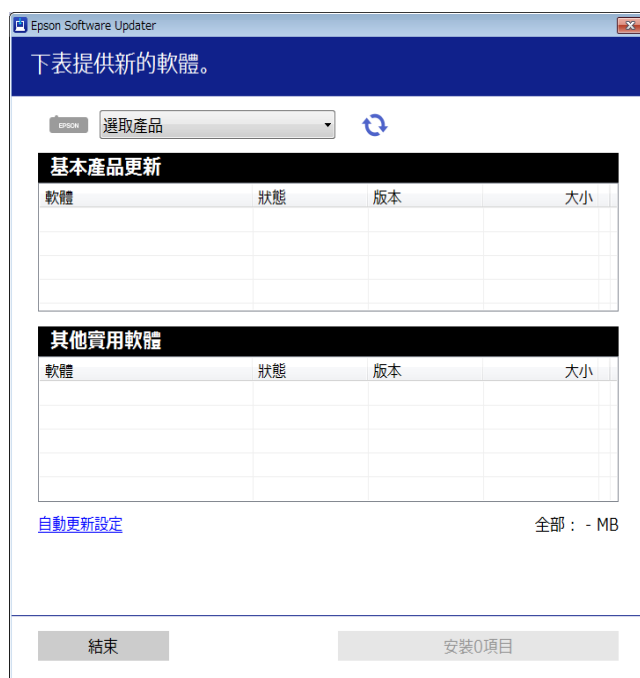 Epson Software Updater
下表提供新的軟體。
EPSON 選取產品
基本產品更新
軟體 狀態 版本 大小
其他實用軟體
軟體 狀態 版本 大小
自動更新設定 全部： - MB
結束 安裝0項目